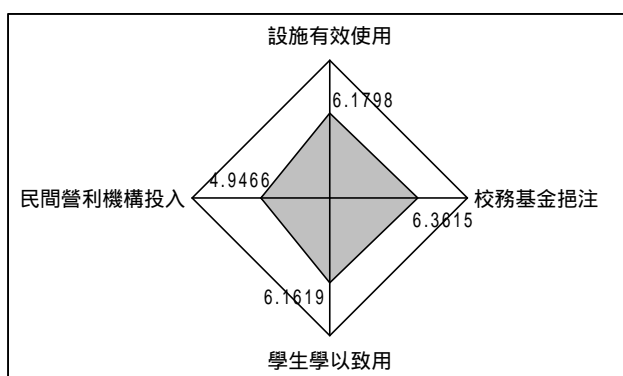 設施有效使用
6.1798
4.9466
民間營利機構投入
校務基金挹注
6.3615
6.1619
學生學以致用